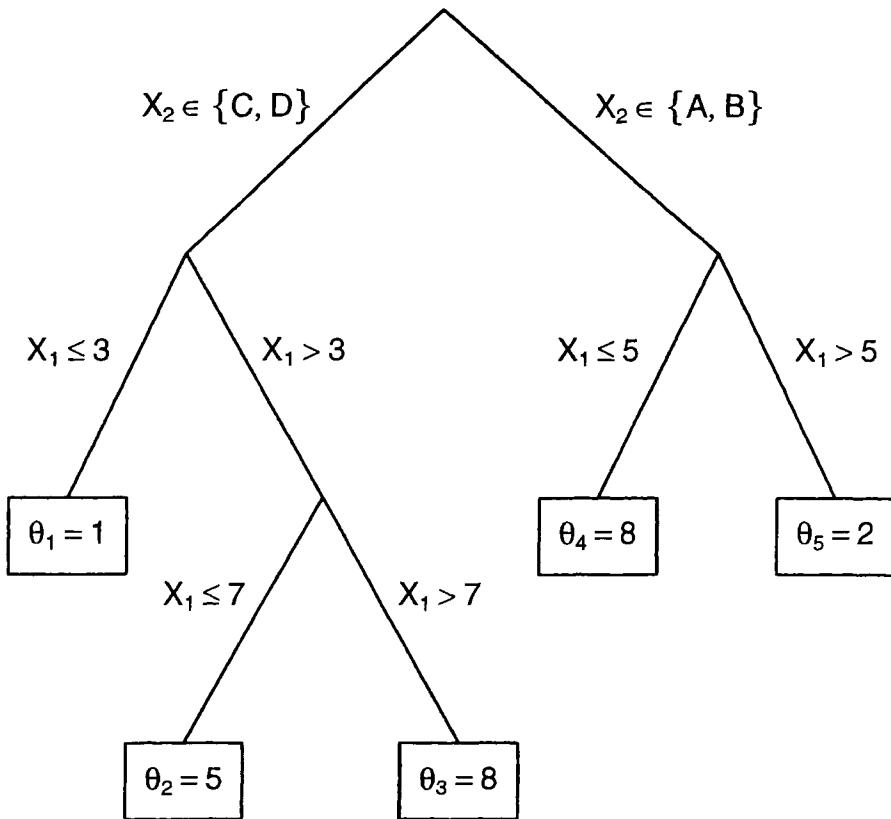 X₂ ∈ {C, D}
X₂ ∈ {A, B}
X₁ ≤ 3
X₁ > 3
X₁ ≤ 5
X₁ > 5
θ₁ = 1
θ₄ = 8
θ₅ = 2
X₁ ≤ 7
X₁ > 7
θ₂ = 5
θ₃ = 8